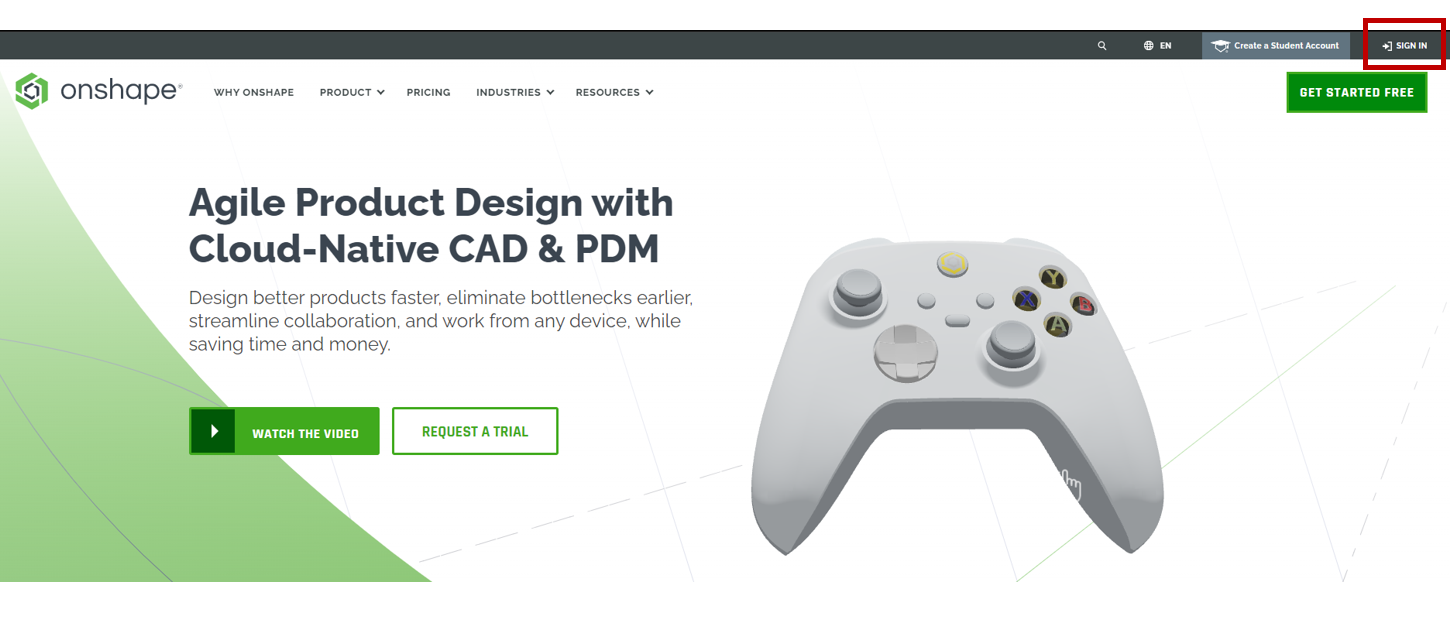 EN
Create a Student Account
SIGN IN
onshape®
WHY ONSHAPE
PRODUCT
PRICING
INDUSTRIES
RESOURCES
GET STARTED FREE
Agile Product Design with
Cloud-Native CAD & PDM
Design better products faster, eliminate bottlenecks earlier,
streamline collaboration, and work from any device, while
saving time and money.
WATCH THE VIDEO
REQUEST A TRIAL
Y
X
B
A